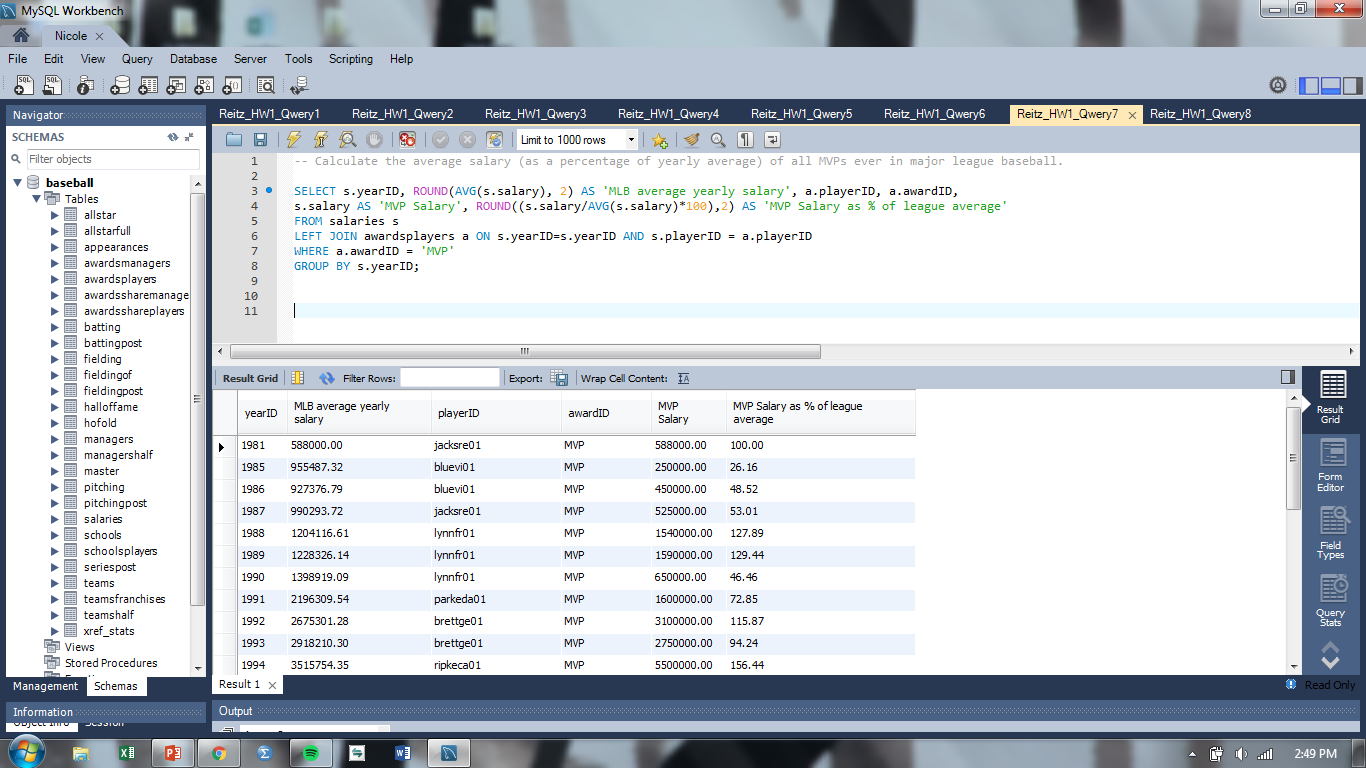 MySQL Workbench
Nicole
File Edit View Query Database Server Tools Scripting Help
Navigator
SCHEMAS
Filter objects
baseball
Tables
allstar
allstarfull
appearances
awardsmanagers
awardsplayers
awardssharemanage
awardsshareplayers
batting
battingpost
fielding
fieldingof
fieldingpost
halloffame
hofold
managers
managershalf
master
pitching
pitchingpost
salaries
schools
schoolsplayers
seriespost
teams
teamsfranchises
teamshalf
xref_stats
Views
Stored Procedures
Management Schemas
Information
Reitz_HW1_Qwery1 Reitz_HW1_Qwery2 Reitz_HW1_Qwery3 Reitz_HW1_Qwery4 Reitz_HW1_Qwery5 Reitz_HW1_Qwery6 Reitz_HW1_Qwery7 Reitz_HW1_Qwery8
Limit to 1000 rows
1 -- Calculate the average salary (as a percentage of yearly average) of all MVPs ever in major league baseball.
2
3 SELECT s.yearID, ROUND(AVG(s.salary), 2) AS 'MLB average yearly salary', a.playerID, a.awardID,
4 s.salary AS 'MVP Salary', ROUND((s.salary/AVG(s.salary)*100),2) AS 'MVP Salary as % of league average'
5 FROM salaries s
6 LEFT JOIN awardsplayers a ON s.yearID=s.yearID AND s.playerID = a.playerID
7 WHERE a.awardID = 'MVP'
8 GROUP BY s.yearID;
9
10
11
Result Grid Filter Rows: Export: Wrap Cell Content:
yearID MLB average yearly salary playerID awardID MVP Salary MVP Salary as % of league average
1981 588000.00 jacksre01 MVP 588000.00 100.00
1985 955487.32 bluevi01 MVP 250000.00 26.16
1986 927376.79 bluevi01 MVP 450000.00 48.52
1987 990293.72 jacksre01 MVP 525000.00 53.01
1988 1204116.61 lynnfr01 MVP 1540000.00 127.89
1989 1228326.14 lynnfr01 MVP 1590000.00 129.44
1990 1398919.09 lynnfr01 MVP 650000.00 46.46
1991 2196309.54 parkeda01 MVP 1600000.00 72.85
1992 2675301.28 brettge01 MVP 3100000.00 115.87
1993 2918210.30 brettge01 MVP 2750000.00 94.24
1994 3515754.35 ripkeca01 MVP 5500000.00 156.44
Result
Grid
Form
Editor
Field
Types
Query
Stats
Result 1
Read Only
Output
2:49 PM